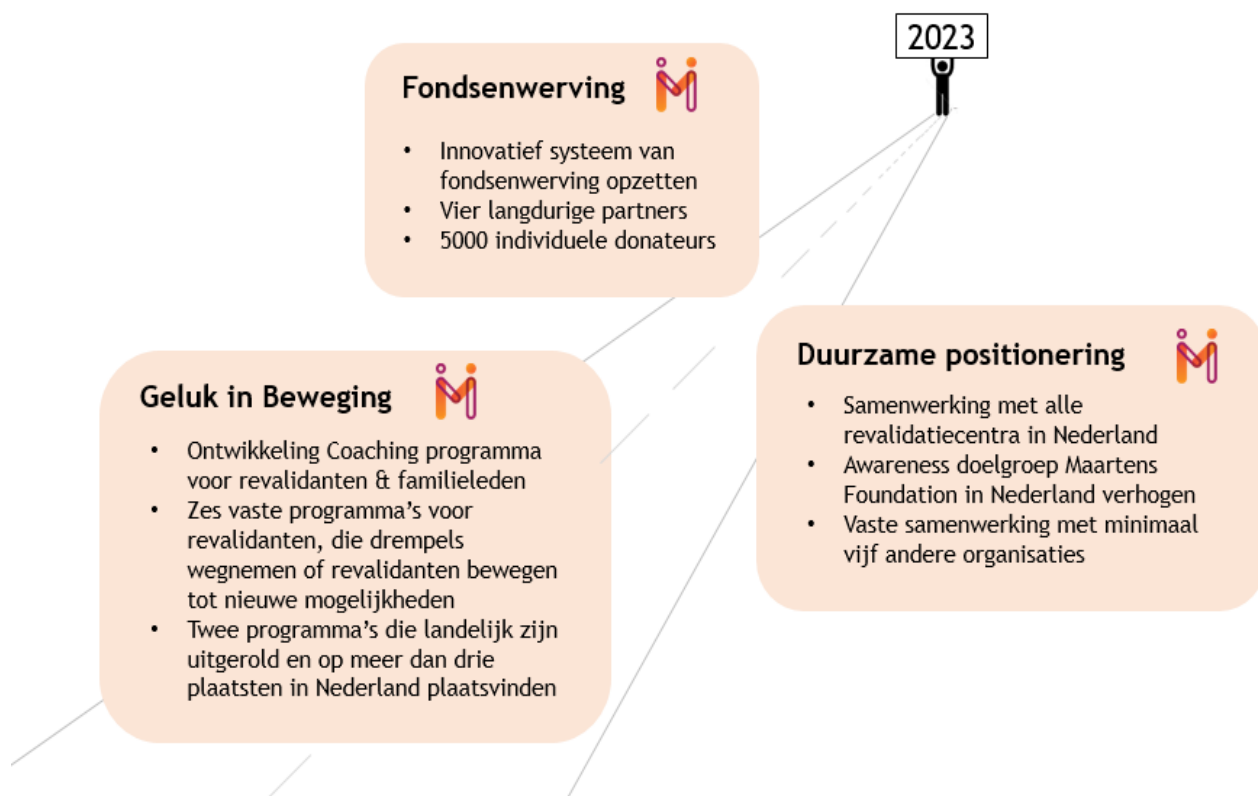 2023
Fondsenwerving
• Innovatief systeem van
fondsenwerving opzetten
• Vier langdurige partners
• 5000 individuele donateurs
Duurzame positionering
• Samenwerking met alle
revalidatiecentra in Nederland
• Awareness doelgroep Maartens
Foundation in Nederland verhogen
• Vaste samenwerking met minimaal
vijf andere organisaties
Geluk in Beweging
• Ontwikkeling Coaching programma
voor revalidanten & familieleden
• Zes vaste programma's voor
revalidanten, die drempels
wegnemen of revalidanten bewegen
tot nieuwe mogelijkheden
• Twee programma's die landelijk zijn
uitgerold en op meer dan drie
plaatsten in Nederland plaatsvinden